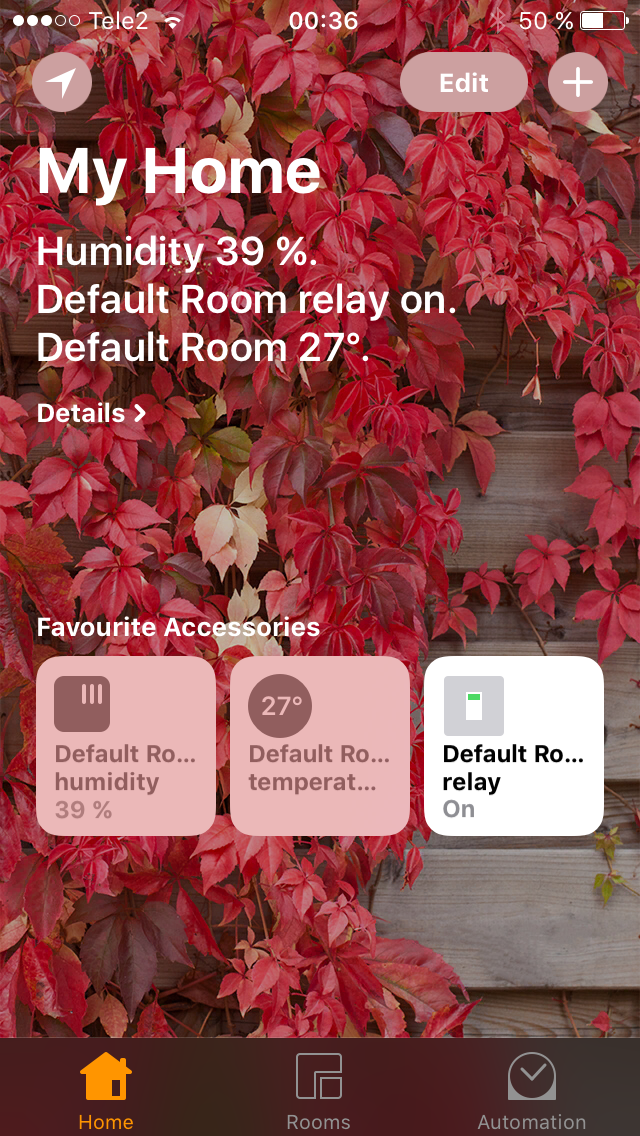 Tele2 00:36 50 %
Edit
My Home
Humidity 39 %.
Default Room relay on.
Default Room 27°.
Details
Favourite Accessories
27°
Default Ro...
humidity
39 %
Default Ro...
temperat...
Default Ro...
relay
On
Home Rooms Automation